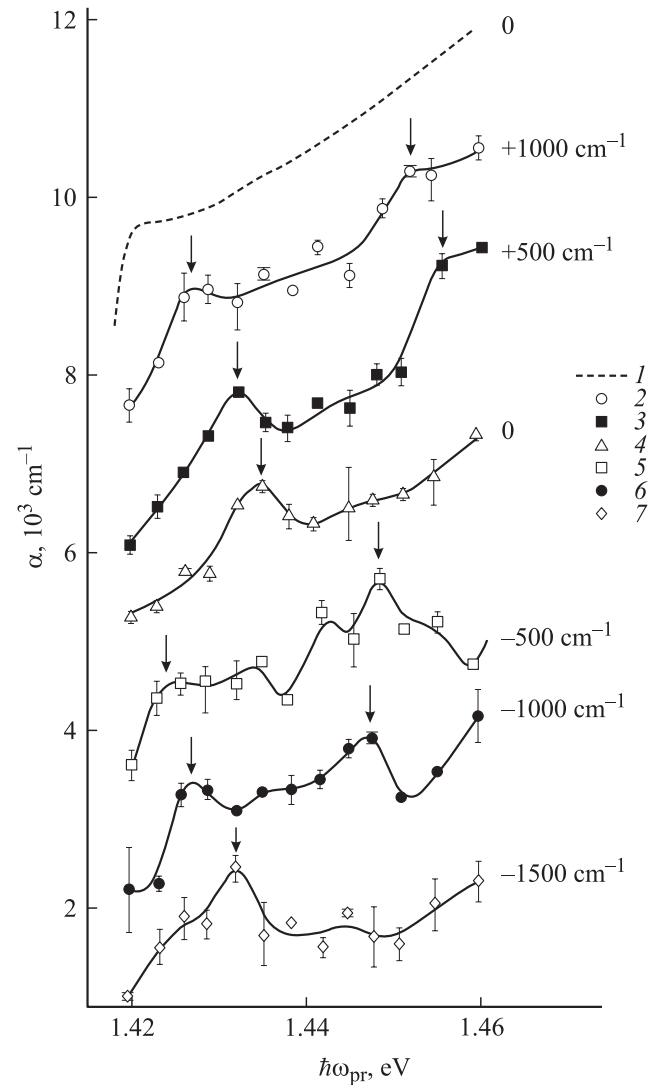 12
0
+1000 cm⁻¹
10
+500 cm⁻¹
8
1
2
3
0
4
5
6
7
α, 10³ cm⁻¹
6
–500 cm⁻¹
–1000 cm⁻¹
4
–1500 cm⁻¹
2
1.42
1.44
1.46
ℏω_pr, eV